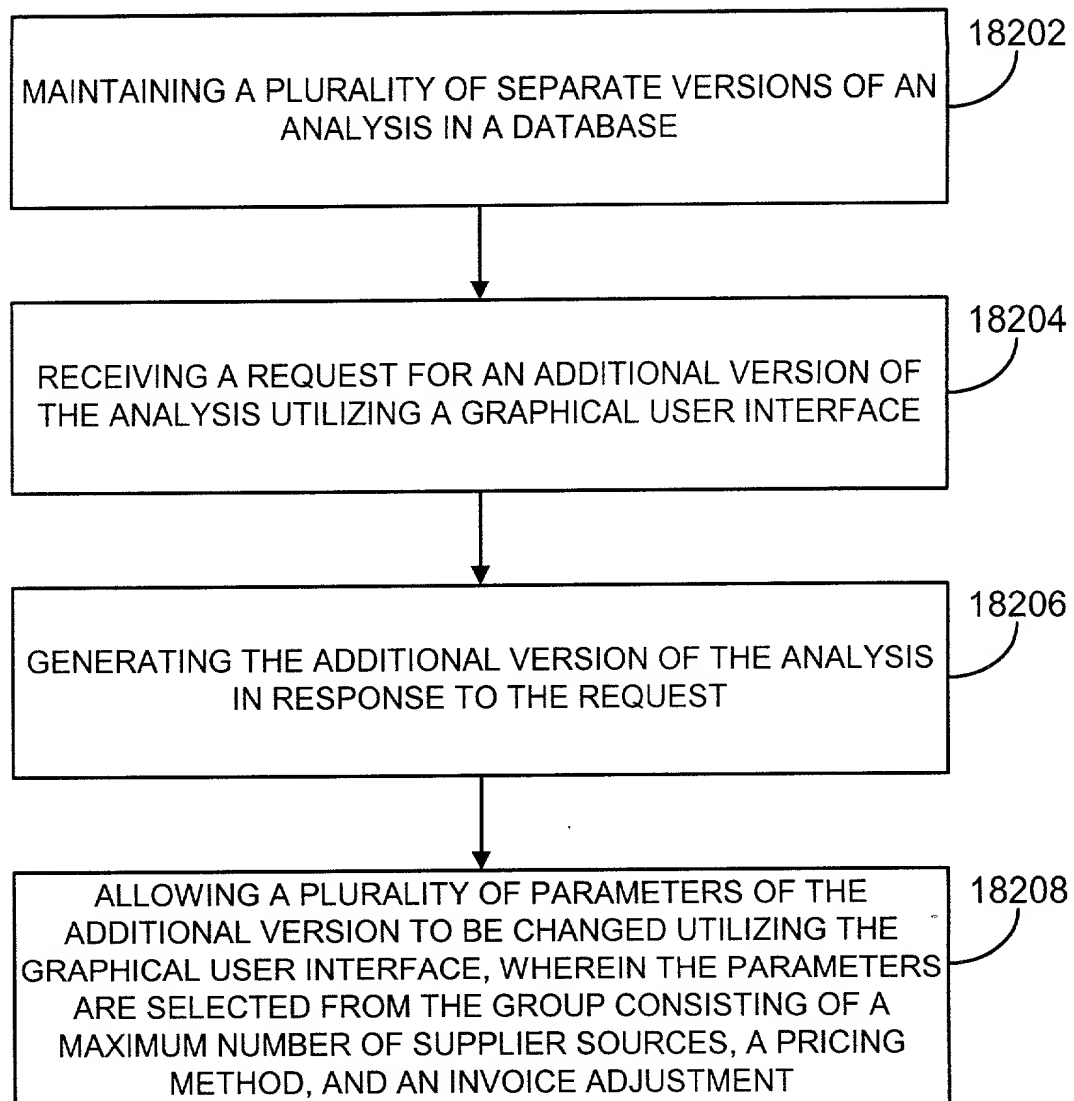 18202
MAINTAINING A PLURALITY OF SEPARATE VERSIONS OF AN
ANALYSIS IN A DATABASE
18204
RECEIVING A REQUEST FOR AN ADDITIONAL VERSION OF
THE ANALYSIS UTILIZING A GRAPHICAL USER INTERFACE
18206
GENERATING THE ADDITIONAL VERSION OF THE ANALYSIS
IN RESPONSE TO THE REQUEST
18208
ALLOWING A PLURALITY OF PARAMETERS OF THE
ADDITIONAL VERSION TO BE CHANGED UTILIZING THE
GRAPHICAL USER INTERFACE, WHEREIN THE PARAMETERS
ARE SELECTED FROM THE GROUP CONSISTING OF A
MAXIMUM NUMBER OF SUPPLIER SOURCES, A PRICING
METHOD, AND AN INVOICE ADJUSTMENT